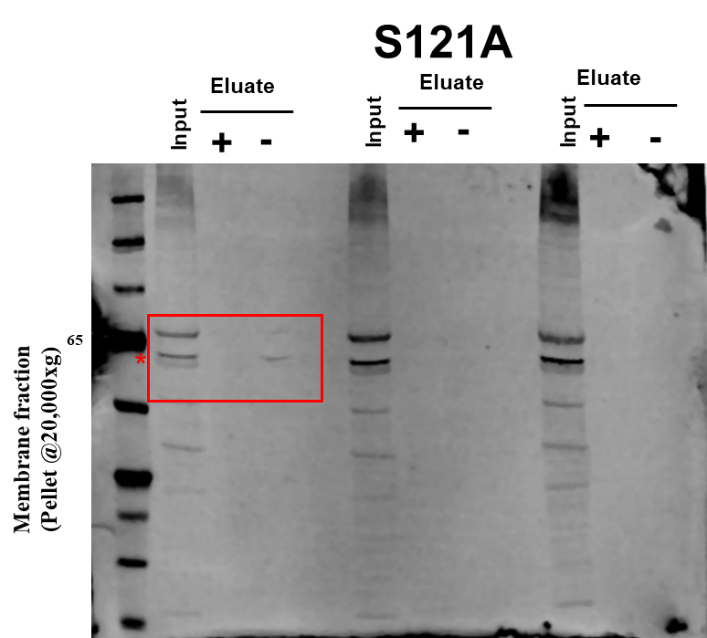 S121A
Eluate
Eluate
Eluate
Input
+
-
Input
+
-
Input
+
-
65
*
Membrane fraction
(Pellet @20,000xg)